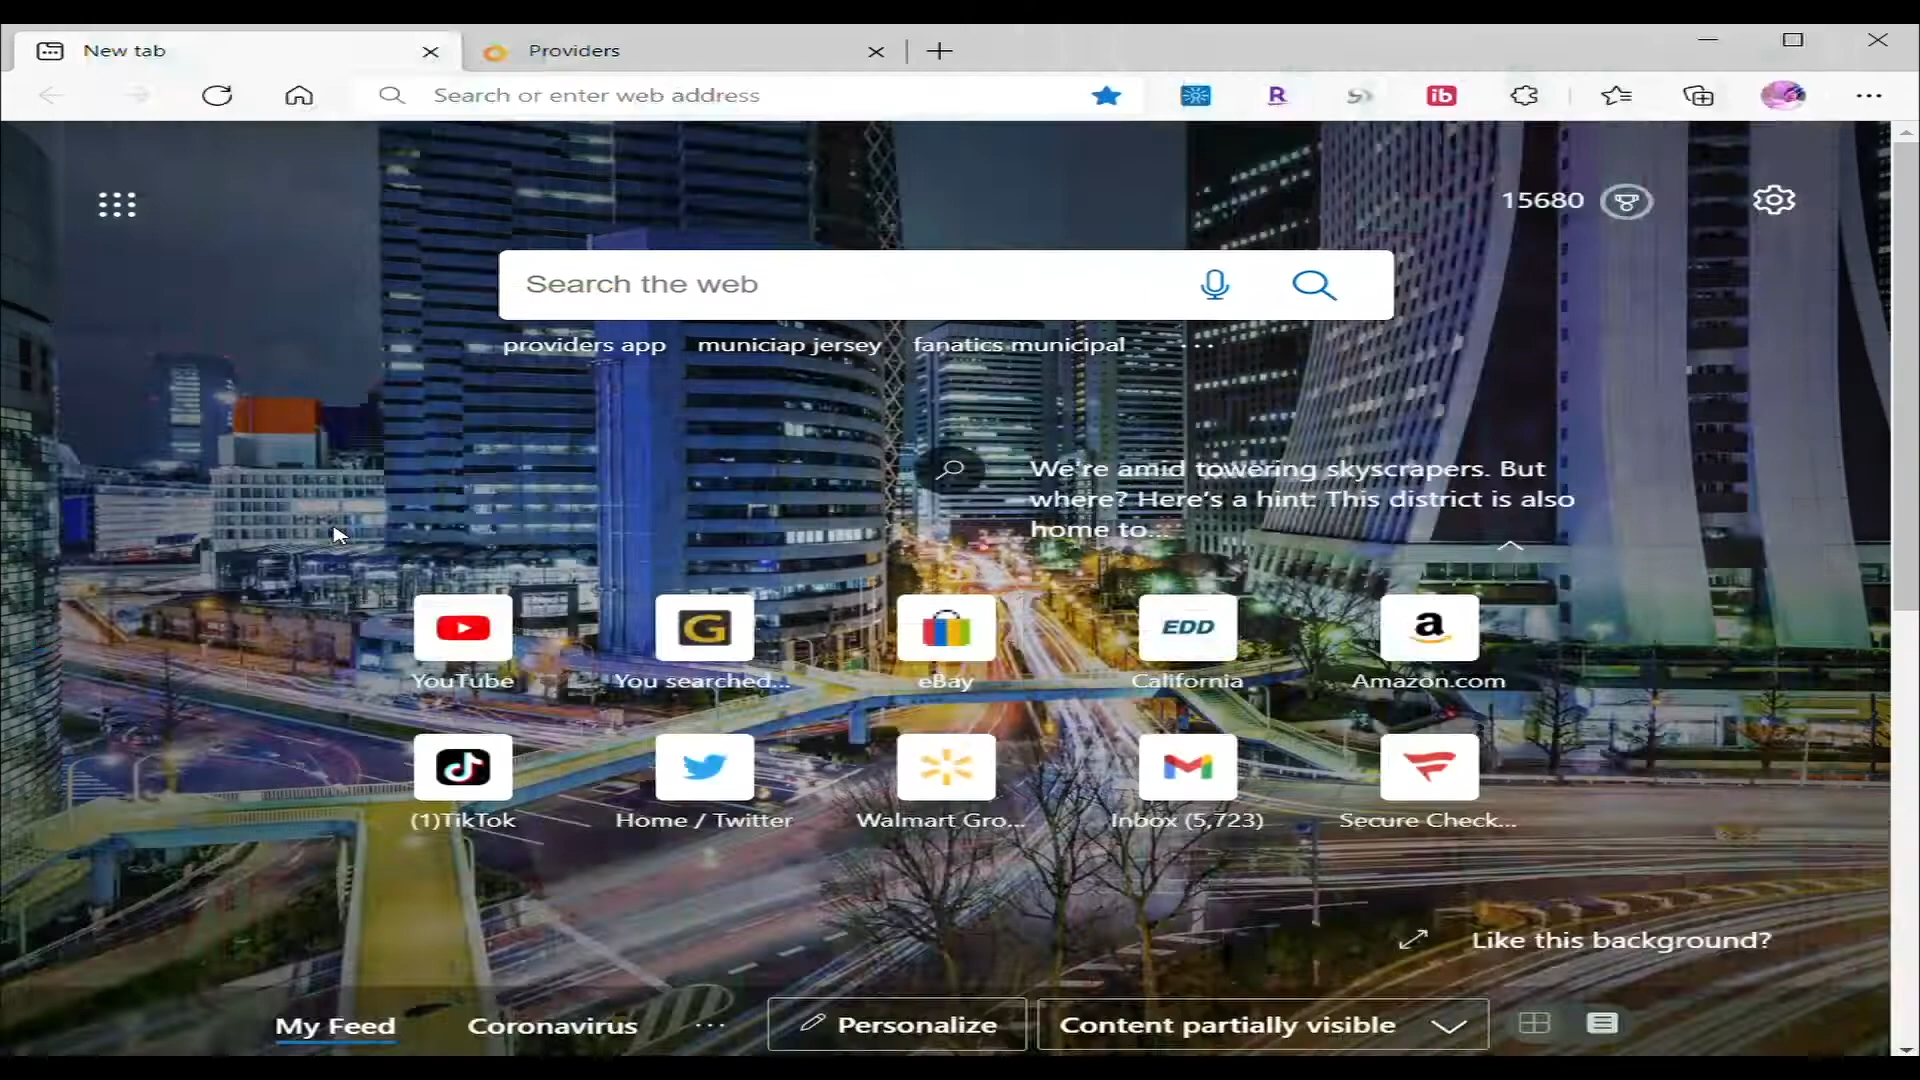 New tab
Providers
Search or enter web address
R
ib
15680
Search the web
providers app
municiap jersey
fanatics municipal
We're amid towering skyscrapers. But
where? Here's a hint: This district is also
home to...
G
EDD
a
YouTube
You searched...
eBay
California
Amazon.com
(1)TikTok
Home / Twitter
Walmart Gro...
Inbox (5,723)
Secure Check...
Like this background?
My Feed
Coronavirus
...
Personalize
Content partially visible